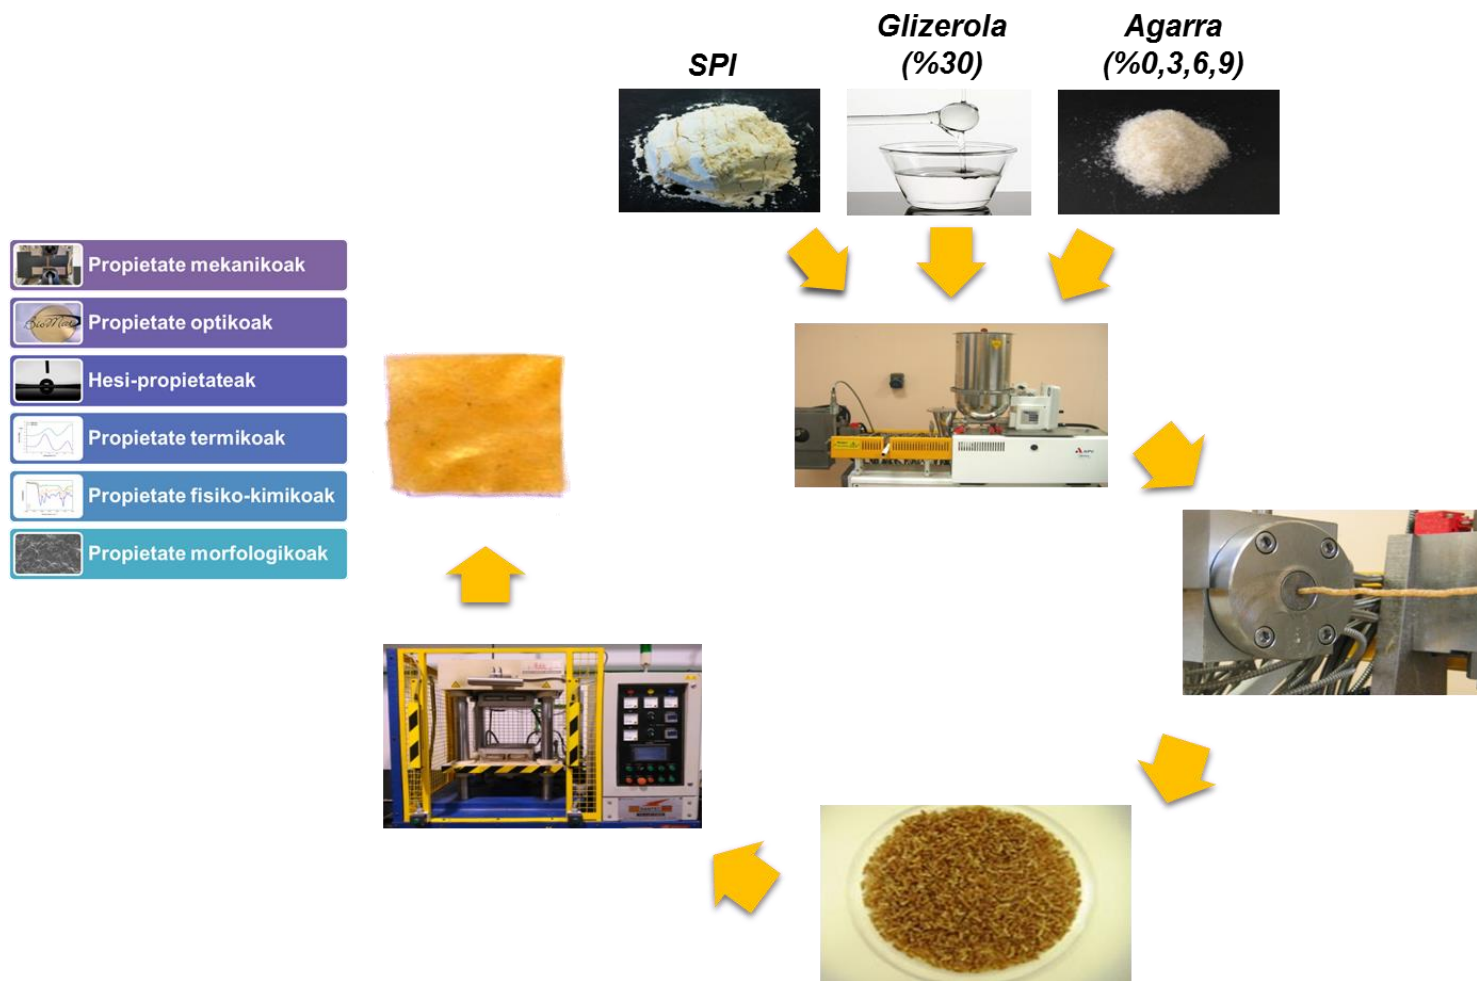 SPI
Glizerola
(%30)
Agarra
(%0,3,6,9)
Propietate mekanikoak
Propietate optikoak
Hesi-propietateak
Propietate termikoak
Propietate fisiko-kimikoak
Propietate morfologikoak